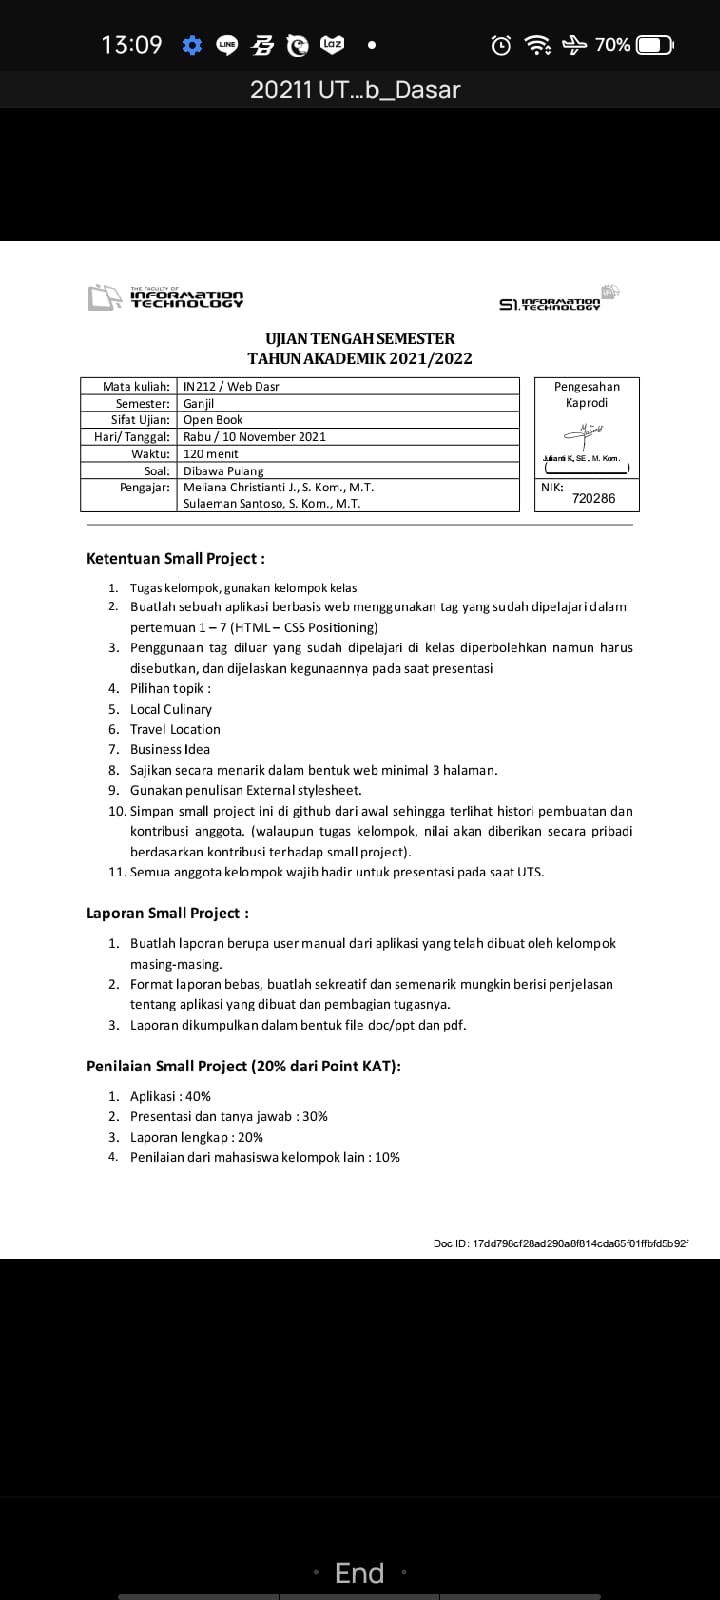 13:09
LINE
Laz
70%
20211 UT...b_Dasar
THE FACULTY OF
INFORMATION
TECHNOLOGY
S1. INFORMATION
TECHNOLOGY
UJIAN TENGAH SEMESTER
TAHUN AKADEMIK 2021/2022
Mata kuliah: IN212 / Web Dasr
Semester: Ganjil
Sifat Ujian: Open Book
Hari/Tanggal: Rabu / 10 November 2021
Waktu: 120 menit
Soal: Dibawa Pulang
Pengajar: Meliana Christianti J., S. Kom., M.T.
Sulaeman Santoso, S. Kom., M.T.
Pengesahan
Kaprodi
Julianti K, SE., M. Kom.
NIK:
720286
Ketentuan Small Project :
1. Tugas kelompok, gunakan kelompok kelas
2. Buatlah sebuah aplikasi berbasis web menggunakan tag yang sudah dipelajari dalam
pertemuan 1 – 7 (HTML – CSS Positioning)
3. Penggunaan tag diluar yang sudah dipelajari di kelas diperbolehkan namun harus
disebutkan, dan dijelaskan kegunaannya pada saat presentasi
4. Pilihan topik :
5. Local Culinary
6. Travel Location
7. Business Idea
8. Sajikan secara menarik dalam bentuk web minimal 3 halaman.
9. Gunakan penulisan External stylesheet.
10. Simpan small project ini di github dari awal sehingga terlihat histori pembuatan dan
kontribusi anggota. (walaupun tugas kelompok, nilai akan diberikan secara pribadi
berdasarkan kontribusi terhadap small project).
11. Semua anggota kelompok wajib hadir untuk presentasi pada saat UTS.
Laporan Small Project :
1. Buatlah laporan berupa user manual dari aplikasi yang telah dibuat oleh kelompok
masing-masing.
2. Format laporan bebas, buatlah sekreatif dan semenarik mungkin berisi penjelasan
tentang aplikasi yang dibuat dan pembagian tugasnya.
3. Laporan dikumpulkan dalam bentuk file doc/ppt dan pdf.
Penilaian Small Project (20% dari Point KAT):
1. Aplikasi : 40%
2. Presentasi dan tanya jawab : 30%
3. Laporan lengkap : 20%
4. Penilaian dari mahasiswa kelompok lain : 10%
Doc ID:
End